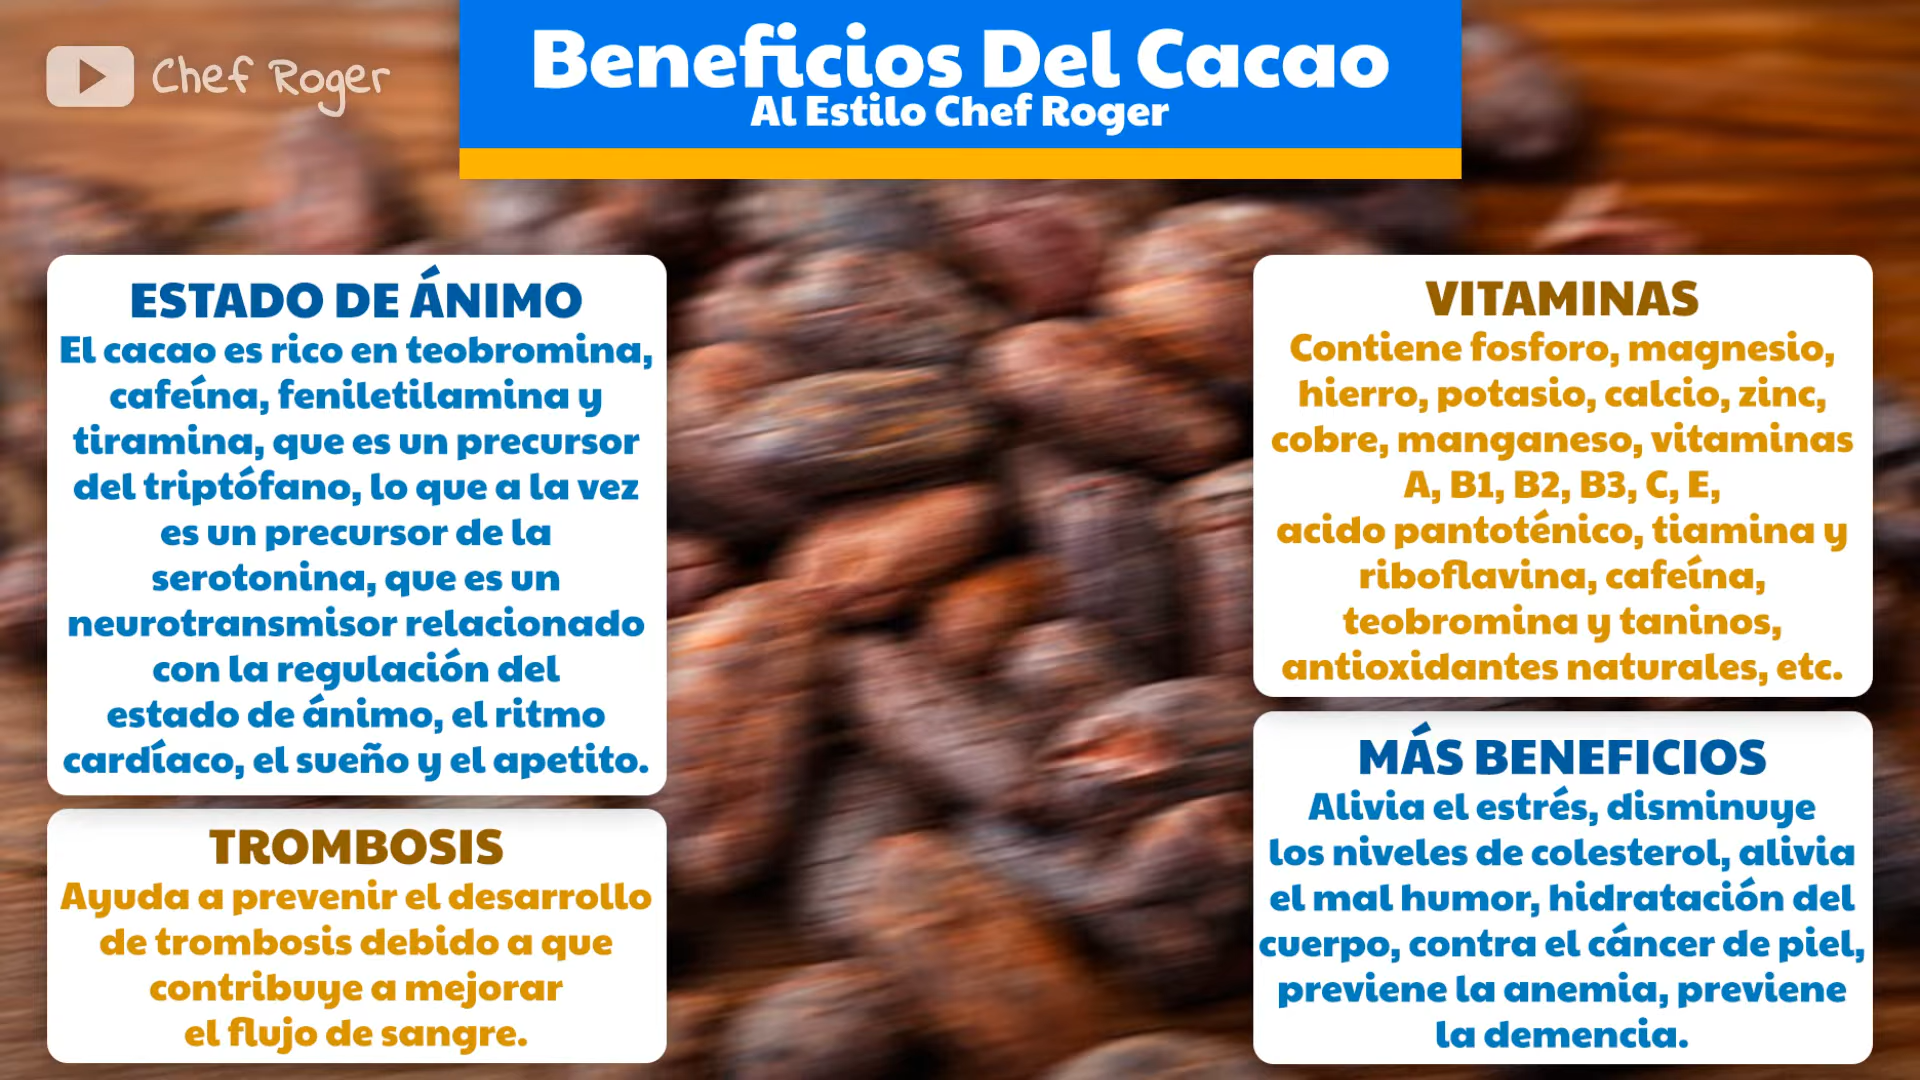 Chef Roger
Beneficios Del Cacao
Al Estilo Chef Roger
ESTADO DE ÁNIMO
El cacao es rico en teobromina,
cafeína, feniletilamina y
tiramina, que es un precursor
del triptófano, lo que a la vez
es un precursor de la
serotonina, que es un
neurotransmisor relacionado
con la regulación del
estado de ánimo, el ritmo
cardíaco, el sueño y el apetito.
TROMBOSIS
Ayuda a prevenir el desarrollo
de trombosis debido a que
contribuye a mejorar
el flujo de sangre.
VITAMINAS
Contiene fosforo, magnesio,
hierro, potasio, calcio, zinc,
cobre, manganeso, vitaminas
A, B1, B2, B3, C, E,
acido pantoténico, tiamina y
riboflavina, cafeína,
teobromina y taninos,
antioxidantes naturales, etc.
MÁS BENEFICIOS
Alivia el estrés, disminuye
los niveles de colesterol, alivia
el mal humor, hidratación del
cuerpo, contra el cáncer de piel,
previene la anemia, previene
la demencia.